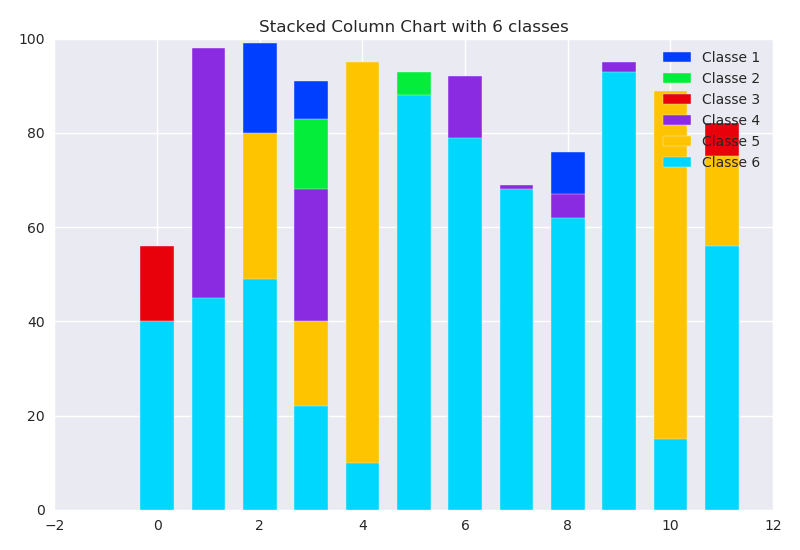 Stacked Column Chart with 6 classes
100
80
60
40
20
0
−2
0
2
4
6
8
10
12
Classe 1
Classe 2
Classe 3
Classe 4
Classe 5
Classe 6